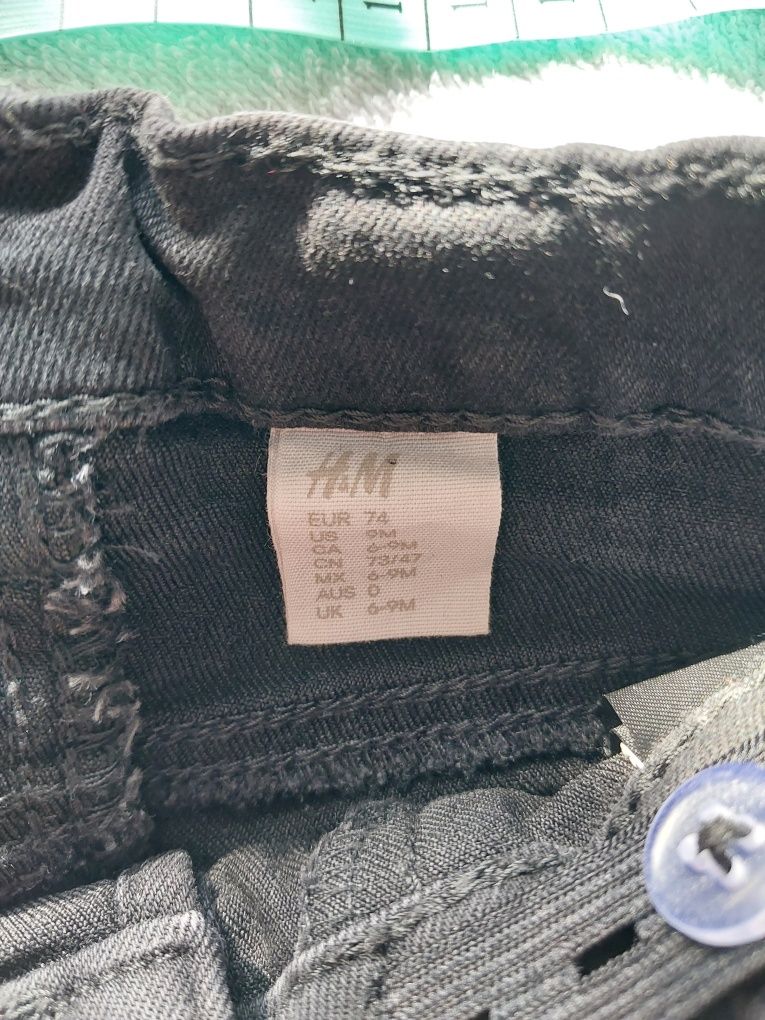 H&M
EUR 74
US 9M
CA 6-9M
CN 73/47
MX 6-9M
AUS 0
UK 6-9M